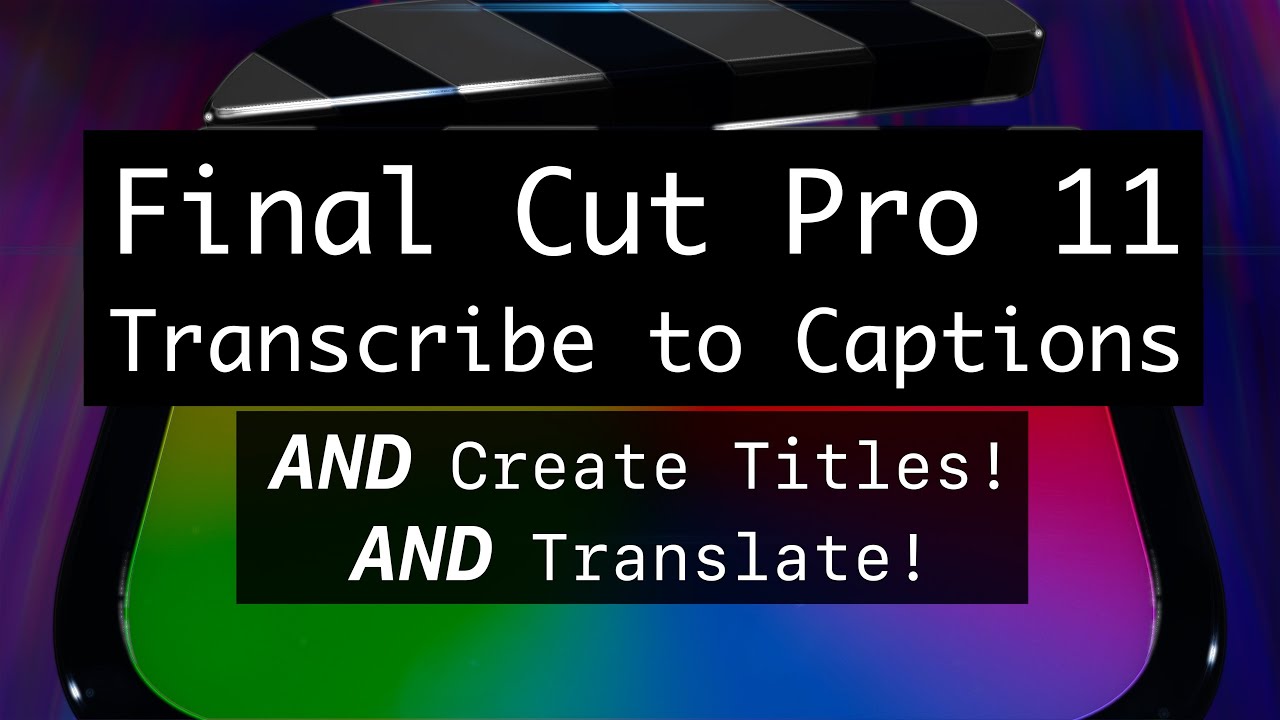 Final Cut Pro 11
Transcribe to Captions
AND Create Titles!
AND Translate!